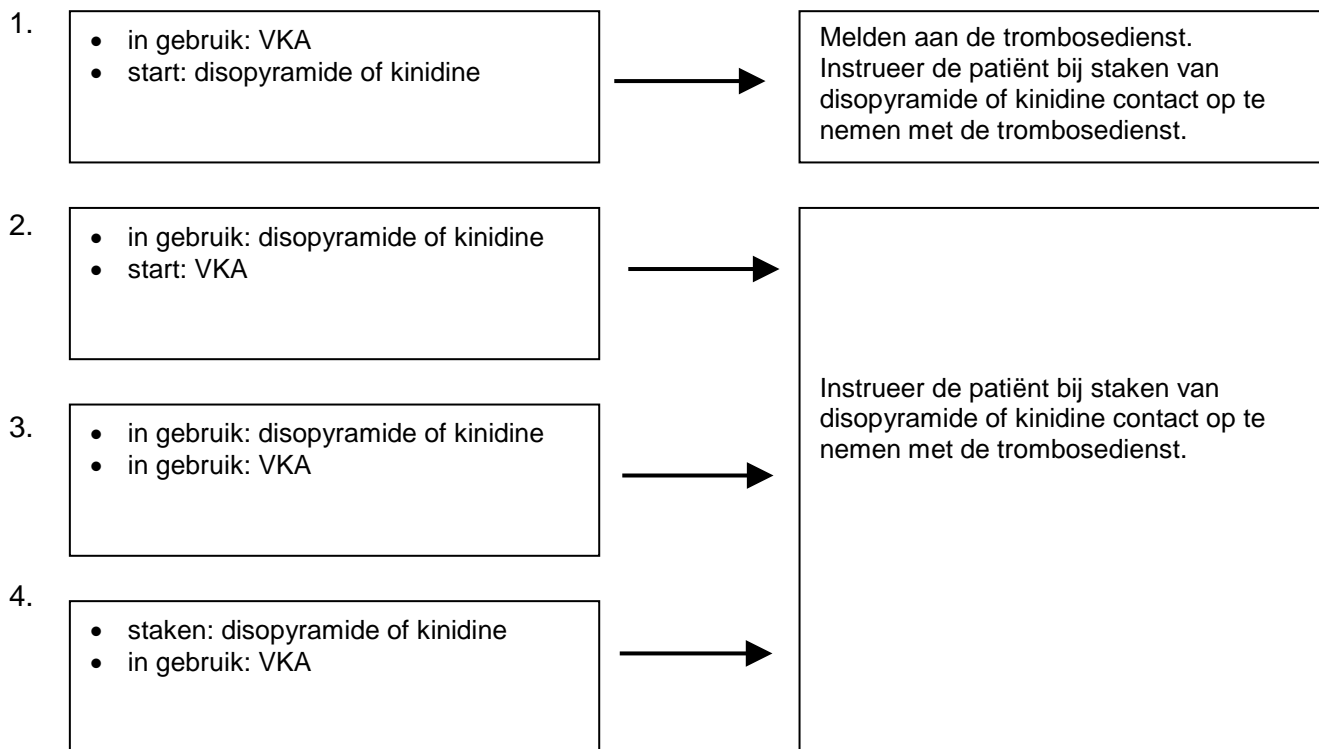 1.
• in gebruik: VKA
• start: disopyramide of kinidine
Melden aan de trombosedienst.
Instrueer de patiënt bij staken van
disopyramide of kinidine contact op te
nemen met de trombosedienst.
2.
• in gebruik: disopyramide of kinidine
• start: VKA
3.
• in gebruik: disopyramide of kinidine
• in gebruik: VKA
4.
• staken: disopyramide of kinidine
• in gebruik: VKA
Instrueer de patiënt bij staken van
disopyramide of kinidine contact op te
nemen met de trombosedienst.